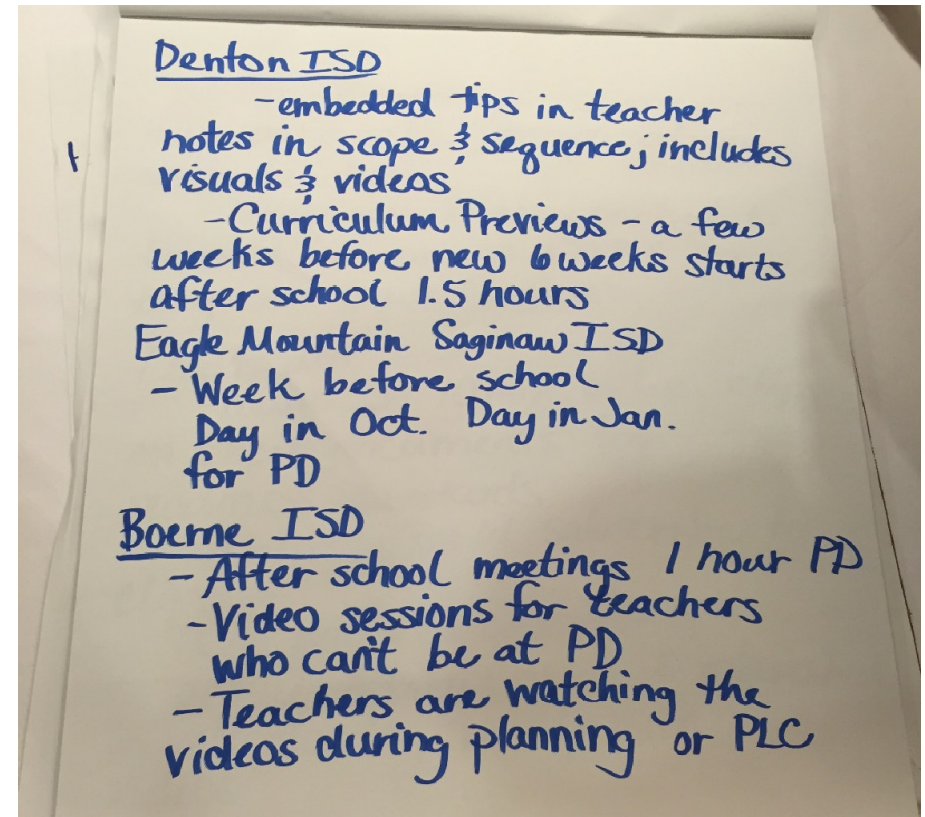 Denton ISD
- embedded tips in teacher
notes in scope & sequence; includes
visuals & videos
- Curriculum Previews - a few
weeks before new 6 weeks starts
after school 1.5 hours
Eagle Mountain Saginaw ISD
- Week before school
Day in Oct. Day in Jan.
for PD
Boerne ISD
- After school meetings 1 hour PD
- Video sessions for teachers
who can't be at PD
- Teachers are watching the
videos during planning or PLC